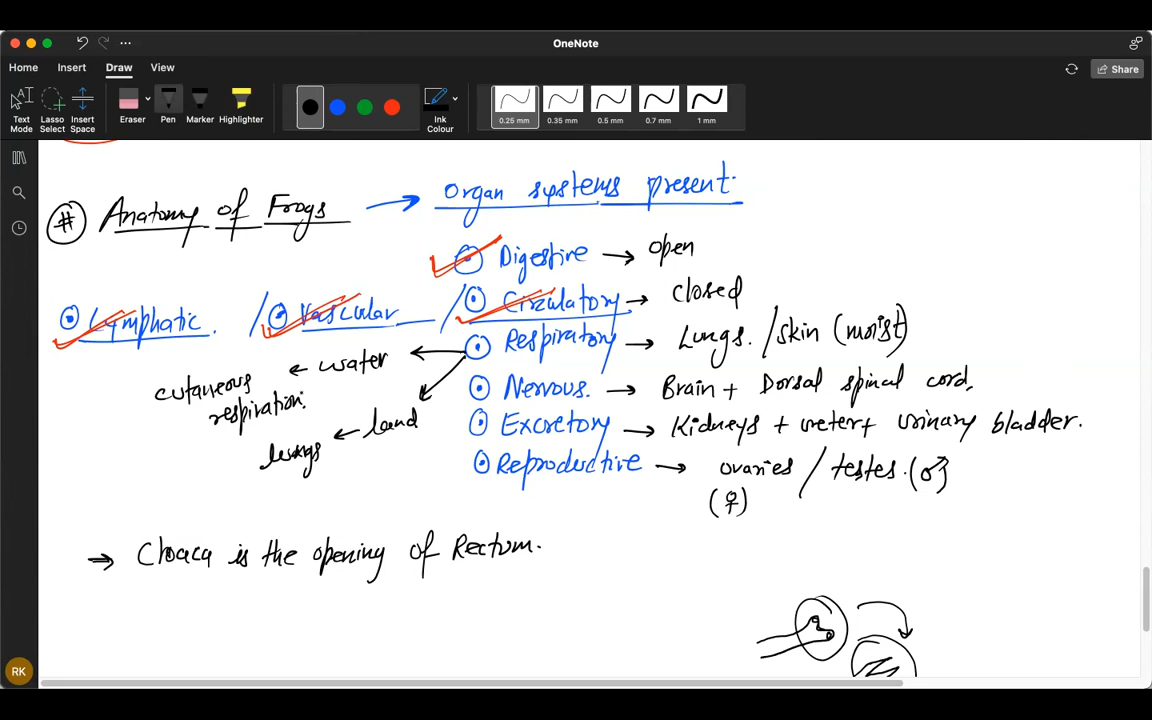 OneNote
Home Insert Draw View
Share
Text Mode
Lasso Select
Insert Space
Eraser
Pen
Marker
Highlighter
Ink Colour
0.25 mm
0.35 mm
0.5 mm
0.7 mm
1 mm
# Anatomy of Frogs → Organ systems present.
Digestive → open
Lymphatic. / Vascular / Circulatory → closed
Respiratory → Lungs. / skin (moist)
cutaneous respiration. ← water ←
lungs ← land
Nervous. → Brain + Dorsal spinal cord.
Excretory → Kidneys + ureter + urinary bladder.
Reproductive → ovaries / testes. (♂)
(♀)
⇒ Cloaca is the opening of Rectum.
RK